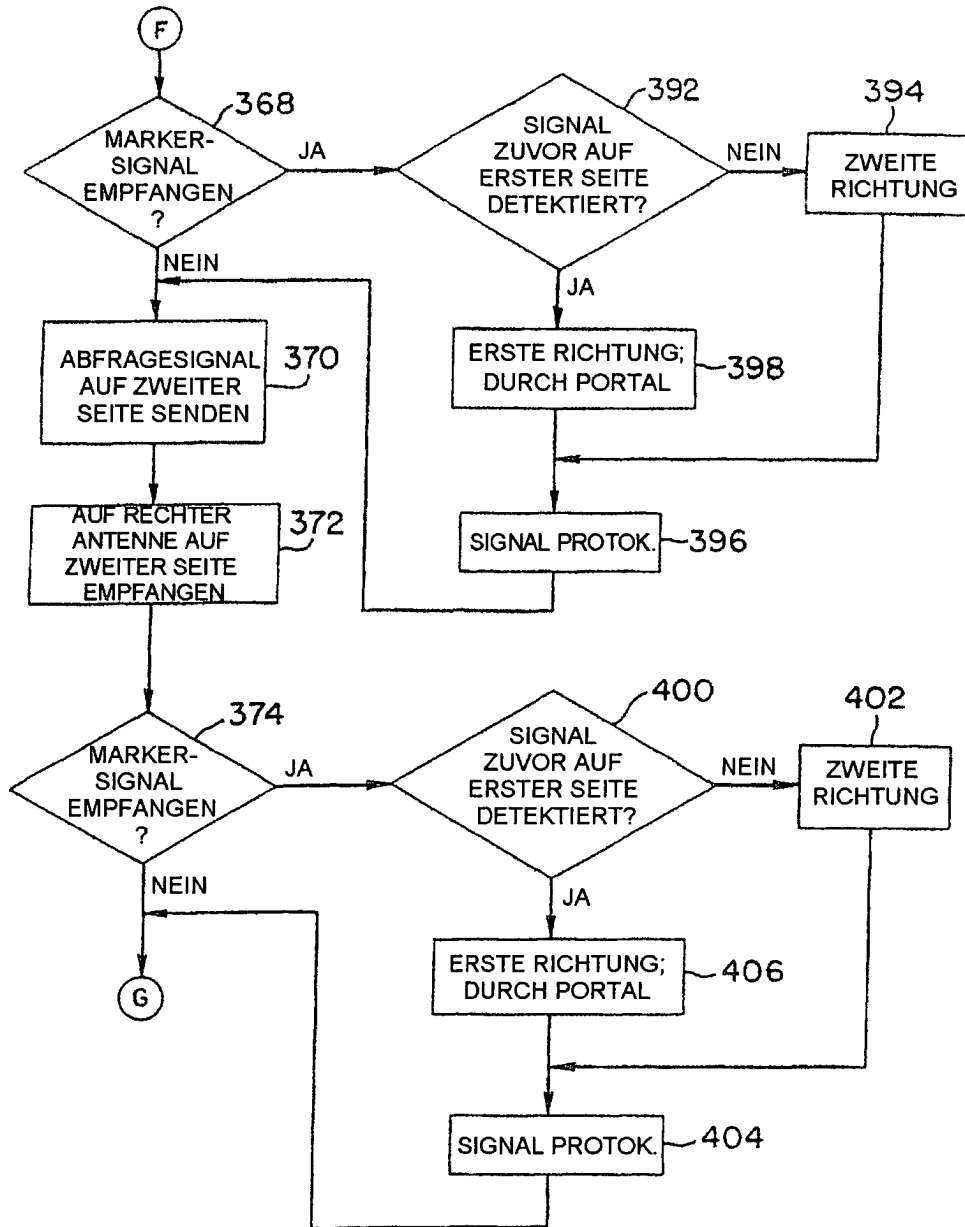 F
368
MARKER-
SIGNAL
EMPFANGEN
?
JA
392
SIGNAL
ZUVOR AUF
ERSTER SEITE
DETEKTIERT?
NEIN
394
ZWEITE
RICHTUNG
NEIN
JA
ABFRAGESIGNAL
AUF ZWEITER
SEITE SENDEN
370
ERSTE RICHTUNG;
DURCH PORTAL
398
AUF RECHTER
ANTENNE AUF
ZWEITER SEITE
EMPFANGEN
372
SIGNAL PROTOK.
396
374
MARKER-
SIGNAL
EMPFANGEN
?
JA
400
SIGNAL
ZUVOR AUF
ERSTER SEITE
DETEKTIERT?
NEIN
402
ZWEITE
RICHTUNG
NEIN
JA
G
ERSTE RICHTUNG;
DURCH PORTAL
406
SIGNAL PROTOK.
404